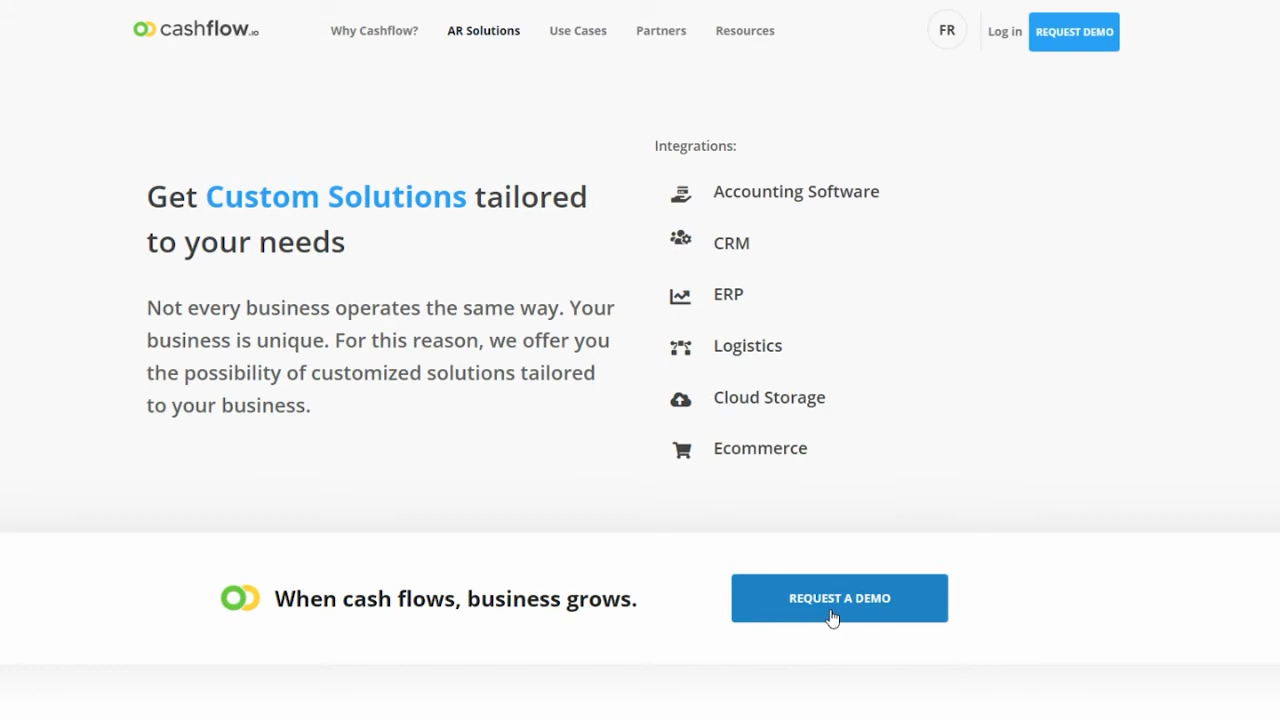 cashflow.io
Why Cashflow?
AR Solutions
Use Cases
Partners
Resources
FR
Log in
REQUEST DEMO
Get Custom Solutions tailored
to your needs
Not every business operates the same way. Your
business is unique. For this reason, we offer you
the possibility of customized solutions tailored
to your business.
Integrations:
Accounting Software
CRM
ERP
Logistics
Cloud Storage
Ecommerce
When cash flows, business grows.
REQUEST A DEMO